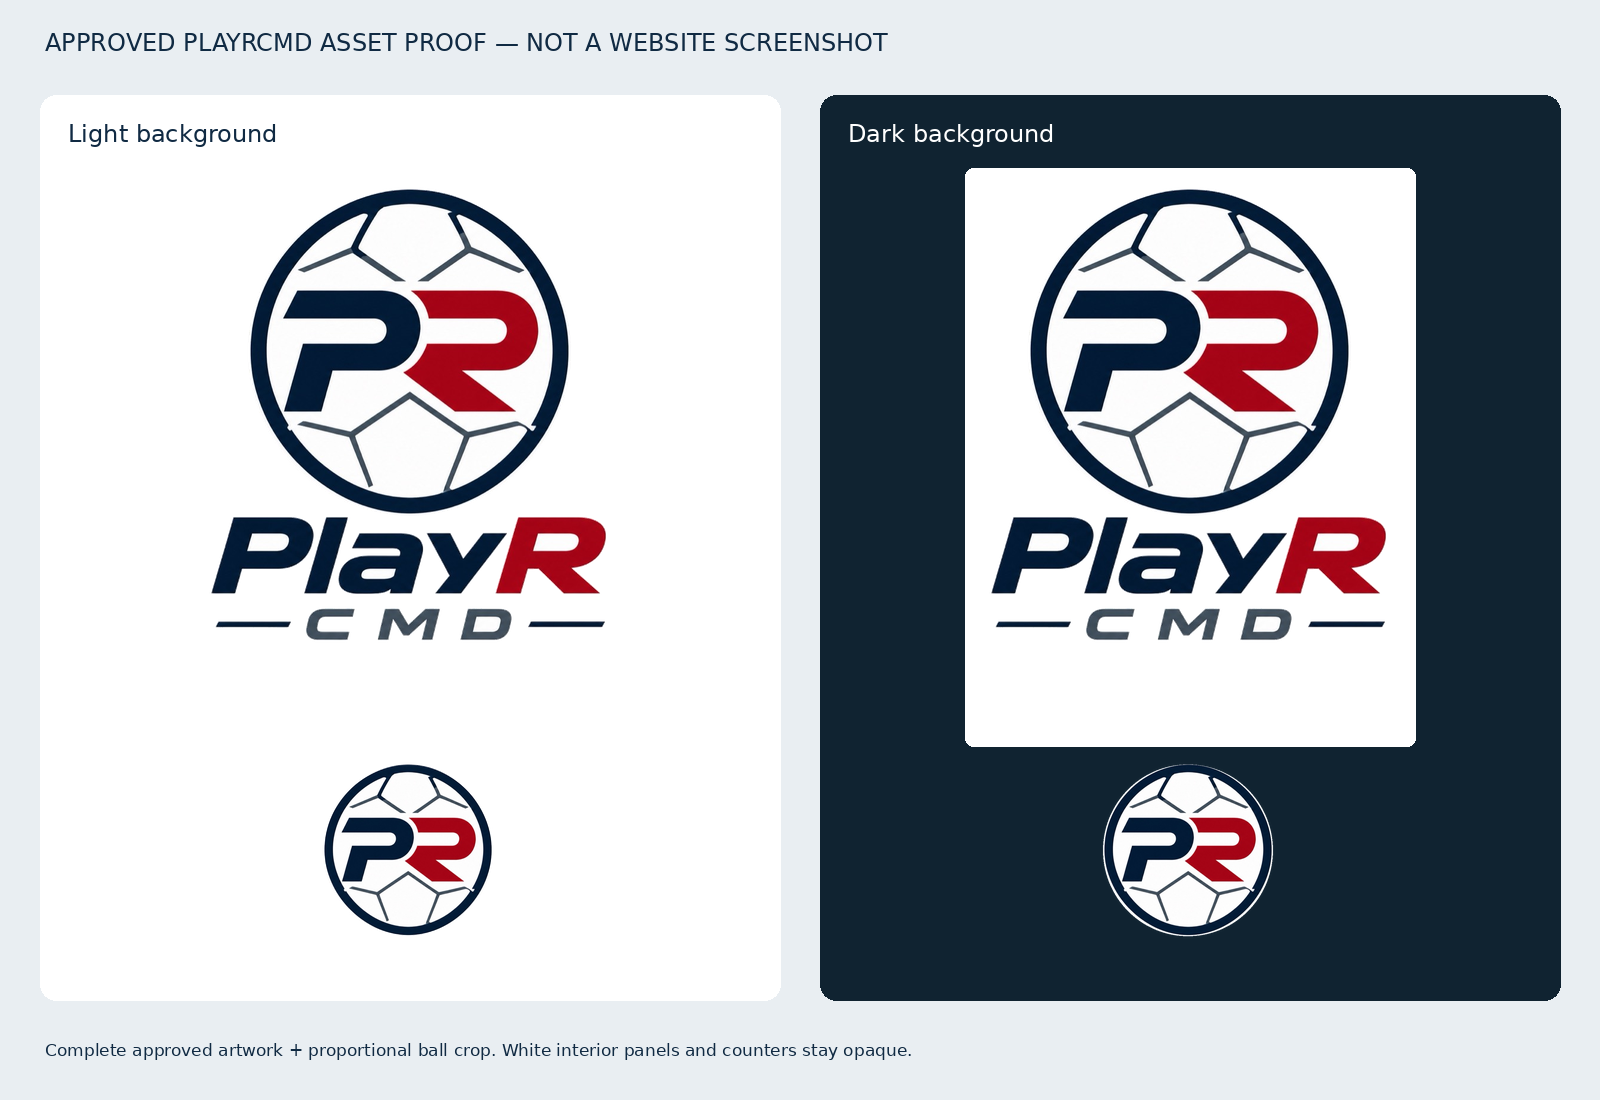 APPROVED PLAYRCMD ASSET PROOF — NOT A WEBSITE SCREENSHOT
Light background
PR
PlayR
CMD
PR
Dark background
PR
PlayR
CMD
PR
Complete approved artwork + proportional ball crop. White interior panels and counters stay opaque.